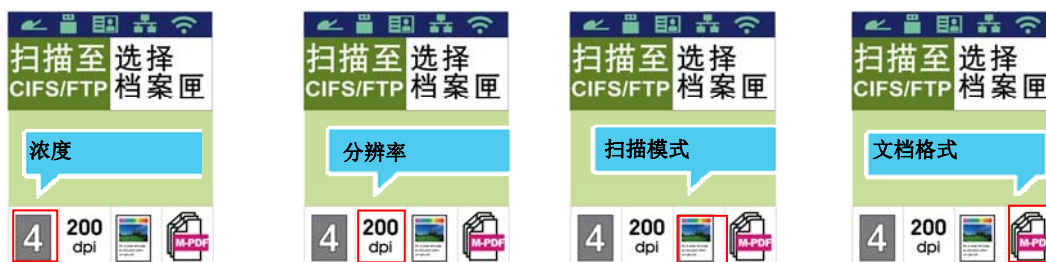 扫描至 选择
CIFS/FTP 档案匣
浓度
4 200 dpi M-PDF
扫描至 选择
CIFS/FTP 档案匣
分辨率
4 200 dpi M-PDF
扫描至 选择
CIFS/FTP 档案匣
扫描模式
4 200 dpi M-PDF
扫描至 选择
CIFS/FTP 档案匣
文档格式
4 200 dpi M-PDF